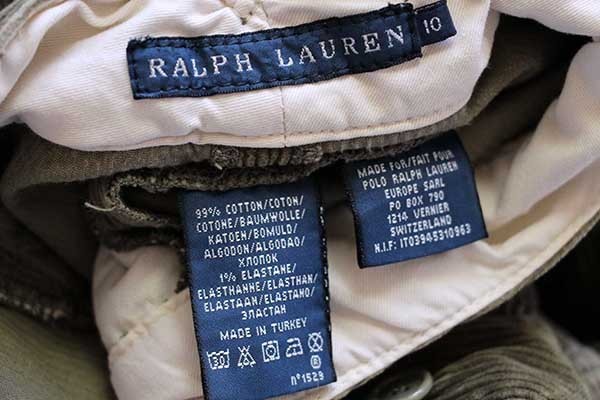 RALPH LAUREN
10
MADE FOR/FAIT POUR
POLO RALPH LAUREN
EUROPE SARL
PO BOX 790
1214 VERNIER
SWITZERLAND
N.I.F: IT03945310963
99% COTTON/COTON/
COTONE/BAUMWOLLE/
KATOEN/BOMULD/
ALGODON/ALGODAO/
ХЛОПОК
1% ELASTANE/
ELASTHANNE/ELASTHAN/
ELASTAAN/ELASTANO/
ЭЛАСТАН
MADE IN TURKEY
30
n°1529